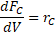 dF_C/dV = r_C